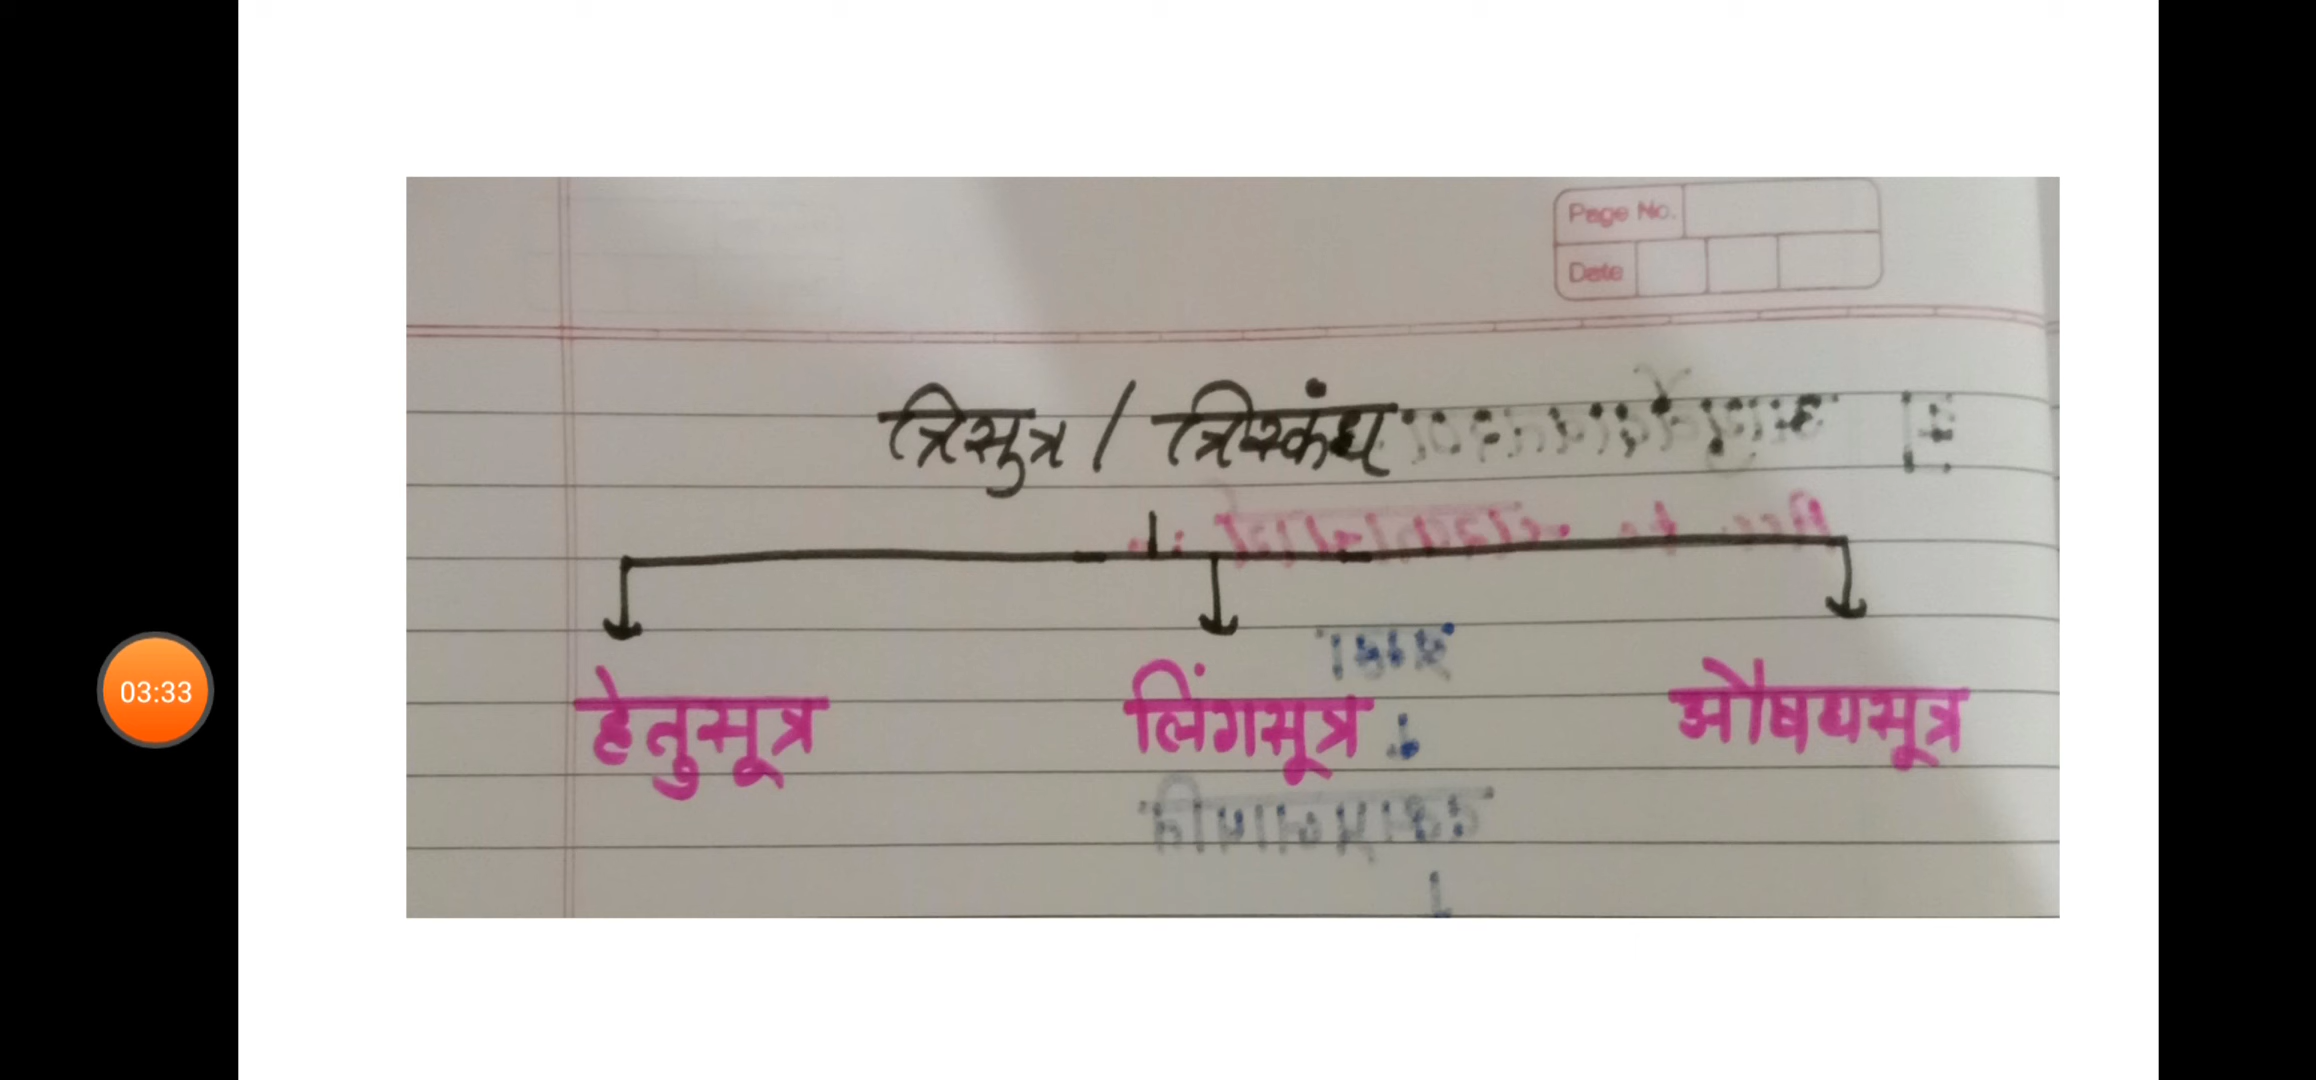 Page No.
Date
त्रिसुत्र / त्रिस्कंध
हेतुसूत्र लिंगसूत्र औषधसूत्र
03:33